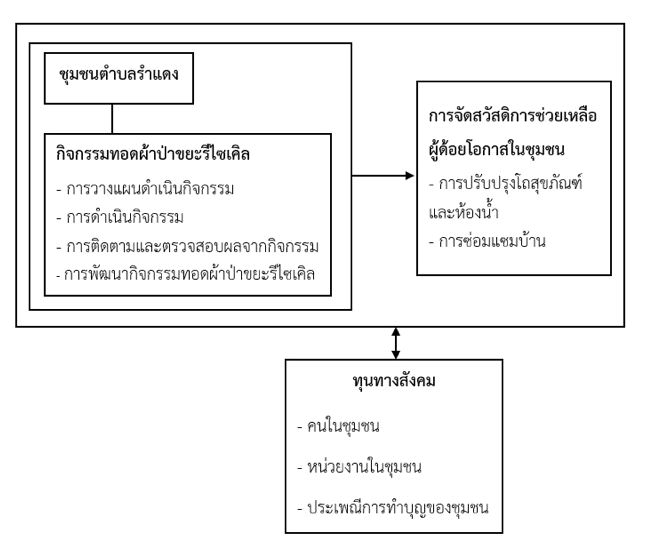 ชุมชนตำบลรำแดง
กิจกรรมทอดผ้าป่าขยะรีไซเคิล
- การวางแผนดำเนินกิจกรรม
- การดำเนินกิจกรรม
- การติดตามและตรวจสอบผลจากกิจกรรม
- การพัฒนากิจกรรมทอดผ้าป่าขยะรีไซเคิล
การจัดสวัสดิการช่วยเหลือ
ผู้ด้อยโอกาสในชุมชน
- การปรับปรุงโถสุขภัณฑ์
และห้องน้ำ
- การซ่อมแซมบ้าน
ทุนทางสังคม
- คนในชุมชน
- หน่วยงานในชุมชน
- ประเพณีการทำบุญของชุมชน